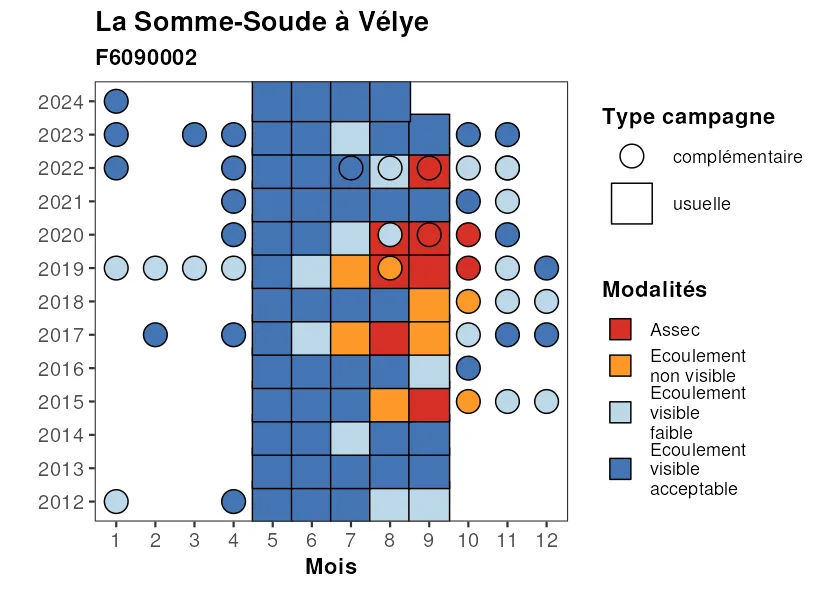 La Somme-Soude à Vélye
F6090002
2024
2023
2022
2021
2020
2019
2018
2017
2016
2015
2014
2013
2012
1 2 3 4 5 6 7 8 9 10 11 12
Mois
Type campagne
complémentaire
usuelle
Modalités
Assec
Ecoulement
non visible
Ecoulement
visible
faible
Ecoulement
visible
acceptable